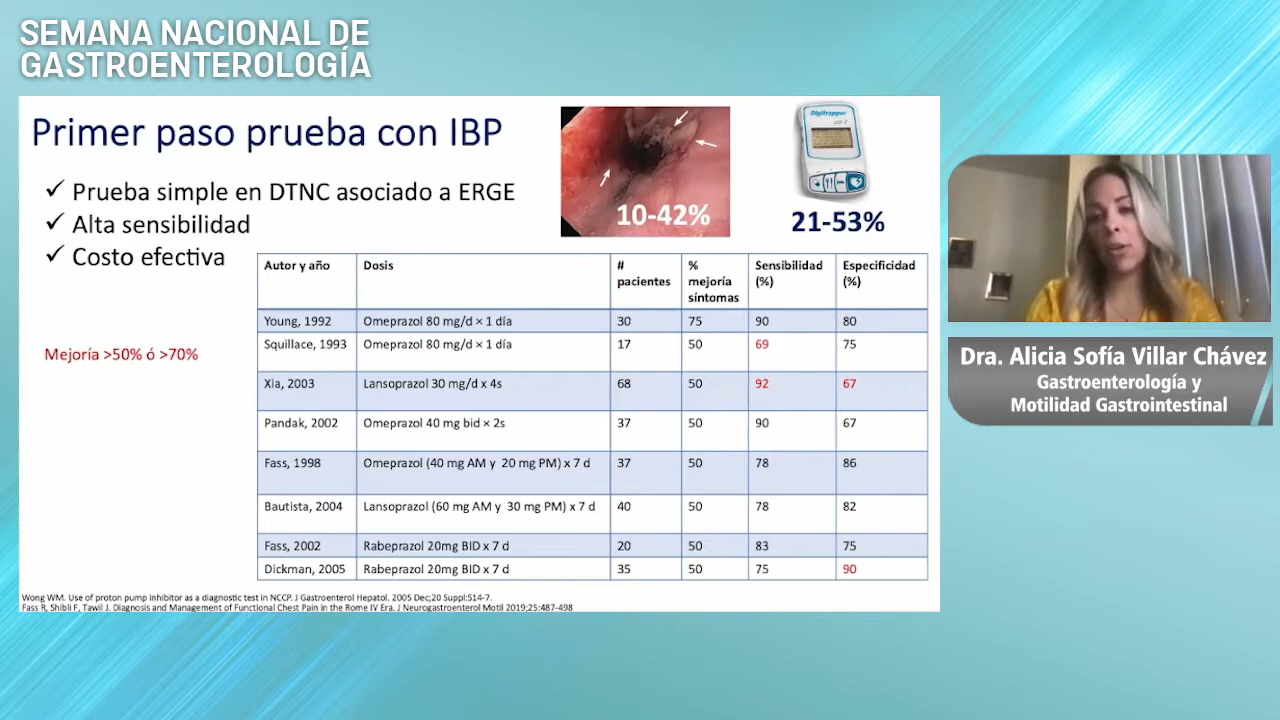 SEMANA NACIONAL DE
GASTROENTEROLOGÍA
Primer paso prueba con IBP
✓ Prueba simple en DTNC asociado a ERGE
✓ Alta sensibilidad
✓ Costo efectiva
Mejoría >50% ó >70%
10-42%
Digitrapper
pH-Z
21-53%
Autor y año Dosis # pacientes % mejoría síntomas Sensibilidad (%) Especificidad (%)
Young, 1992 Omeprazol 80 mg/d × 1 día 30 75 90 80
Squillace, 1993 Omeprazol 80 mg/d × 1 día 17 50 69 75
Xia, 2003 Lansoprazol 30 mg/d x 4s 68 50 92 67
Pandak, 2002 Omeprazol 40 mg bid × 2s 37 50 90 67
Fass, 1998 Omeprazol (40 mg AM y 20 mg PM) x 7 d 37 50 78 86
Bautista, 2004 Lansoprazol (60 mg AM y 30 mg PM) x 7 d 40 50 78 82
Fass, 2002 Rabeprazol 20mg BID x 7 d 20 50 83 75
Dickman, 2005 Rabeprazol 20mg BID x 7 d 35 50 75 90
Wong WM. Use of proton pump inhibitor as a diagnostic test in NCCP. J Gastroenterol Hepatol. 2005 Dec;20 Suppl:S14-7.
Fass R, Shibli F, Tawil J. Diagnosis and Management of Functional Chest Pain in the Rome IV Era. J Neurogastroenterol Motil 2019;25:487-498
Dra. Alicia Sofía Villar Chávez
Gastroenterología y
Motilidad Gastrointestinal